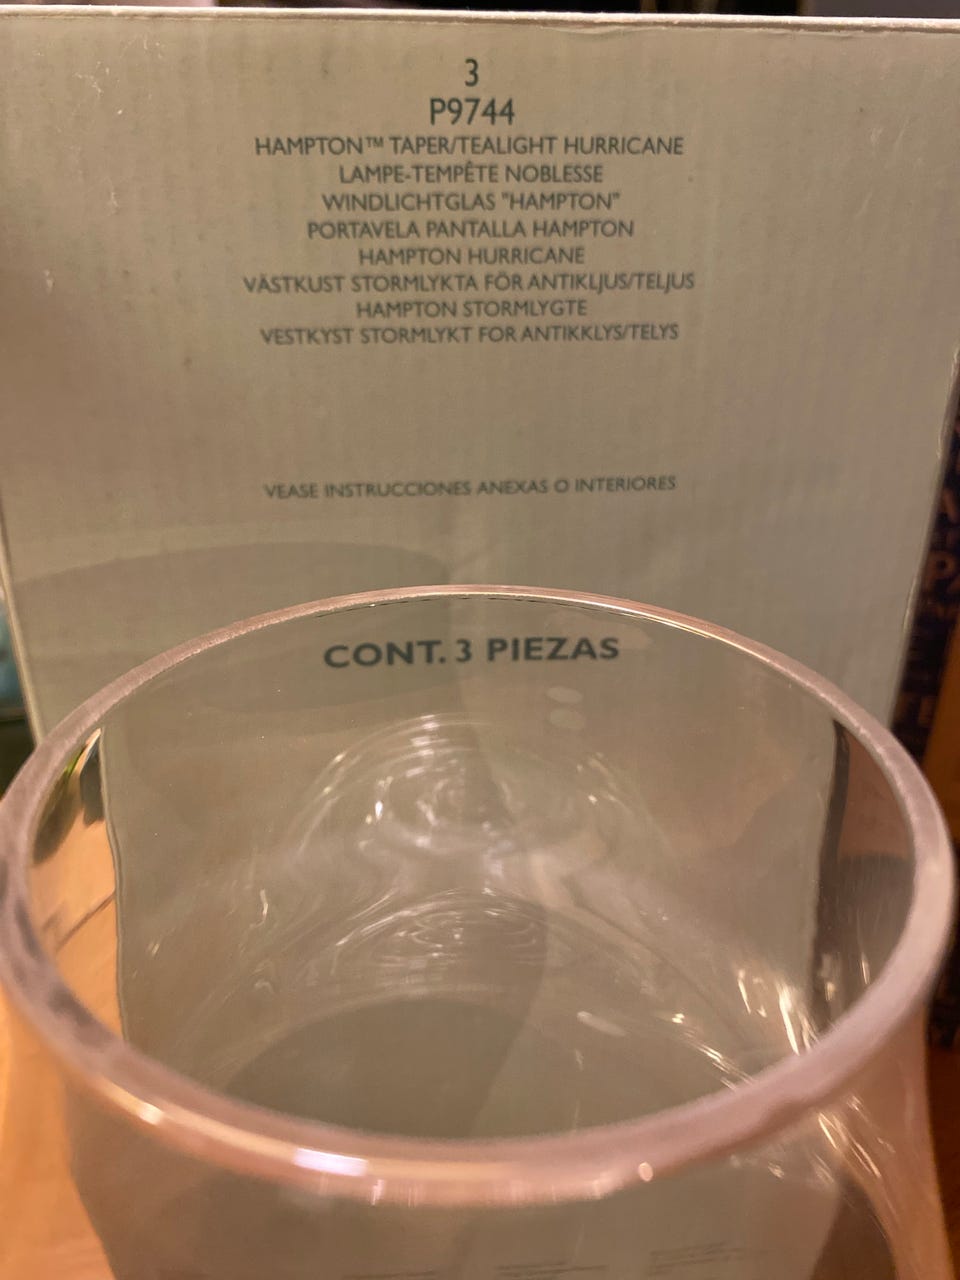 3
P9744
HAMPTON™ TAPER/TEALIGHT HURRICANE
LAMPE-TEMPÊTE NOBLESSE
WINDLICHTGLAS "HAMPTON"
PORTAVELA PANTALLA HAMPTON
HAMPTON HURRICANE
VÄSTKUST STORMLYKTA FÖR ANTIKLJUS/TELJUS
HAMPTON STORMLYGTE
VESTKYST STORMLYKT FOR ANTIKKLYS/TELYS
VEASE INSTRUCCIONES ANEXAS O INTERIORES
CONT. 3 PIEZAS